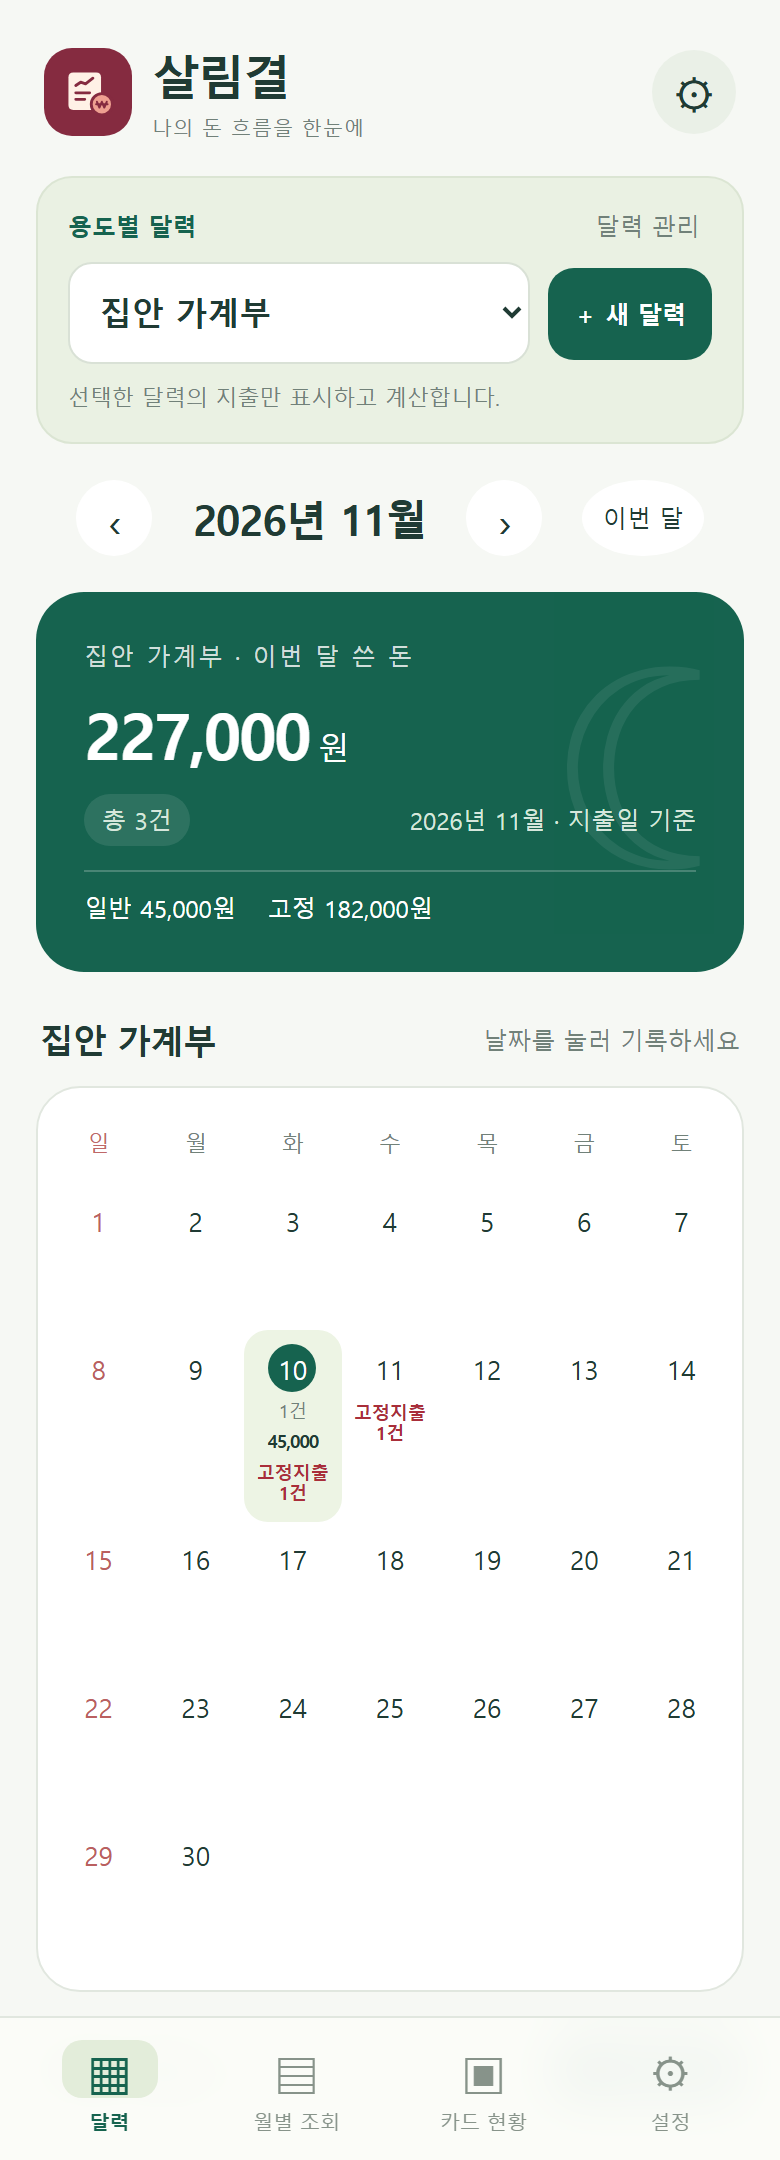 살림결
나의 돈 흐름을 한눈에
용도별 달력
달력 관리
집안 가계부
+ 새 달력
선택한 달력의 지출만 표시하고 계산합니다.
‹ 2026년 11월 ›
이번 달
집안 가계부 · 이번 달 쓴 돈
227,000 원
총 3건
2026년 11월 · 지출일 기준
일반 45,000원 고정 182,000원
집안 가계부
날짜를 눌러 기록하세요
일 월 화 수 목 금 토
1 2 3 4 5 6 7
8 9 10 11 12 13 14
1건
45,000
고정지출
1건
고정지출
1건
15 16 17 18 19 20 21
22 23 24 25 26 27 28
29 30
달력 월별 조회 카드 현황 설정